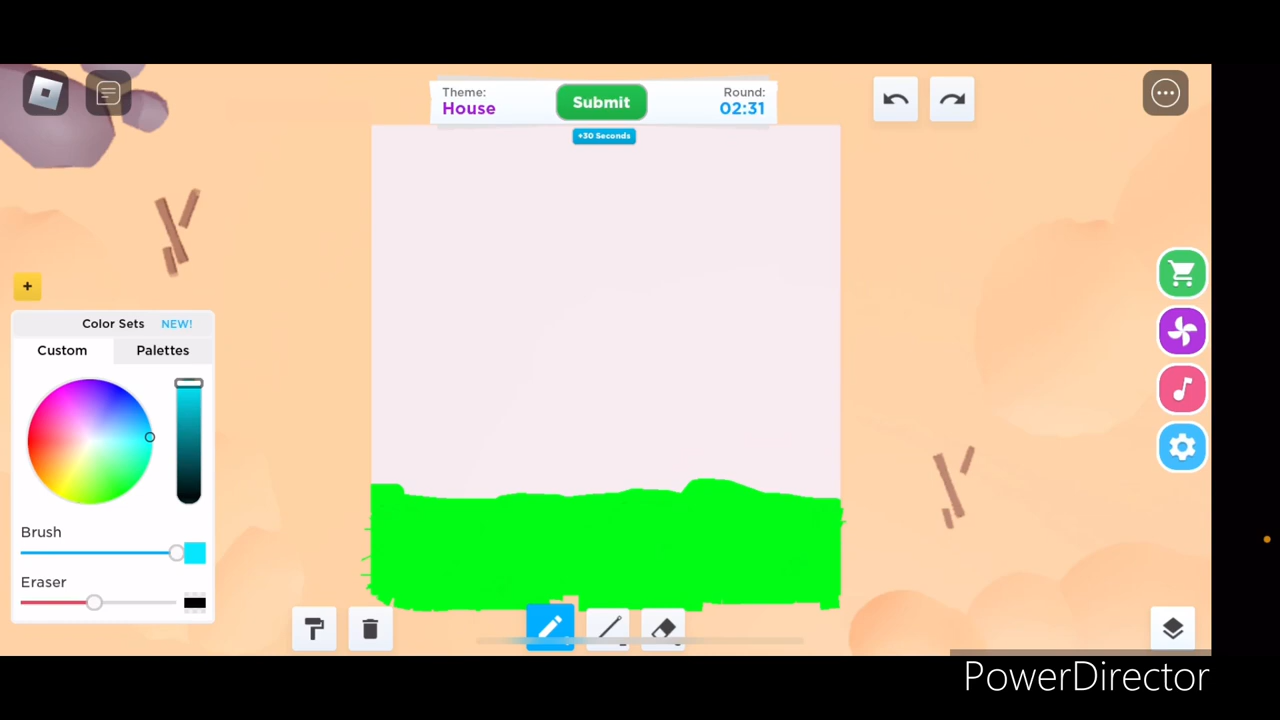 Theme:
House
Submit
Round:
02:31
+30 Seconds
+
Color Sets NEW!
Custom Palettes
Brush
Eraser
PowerDirector